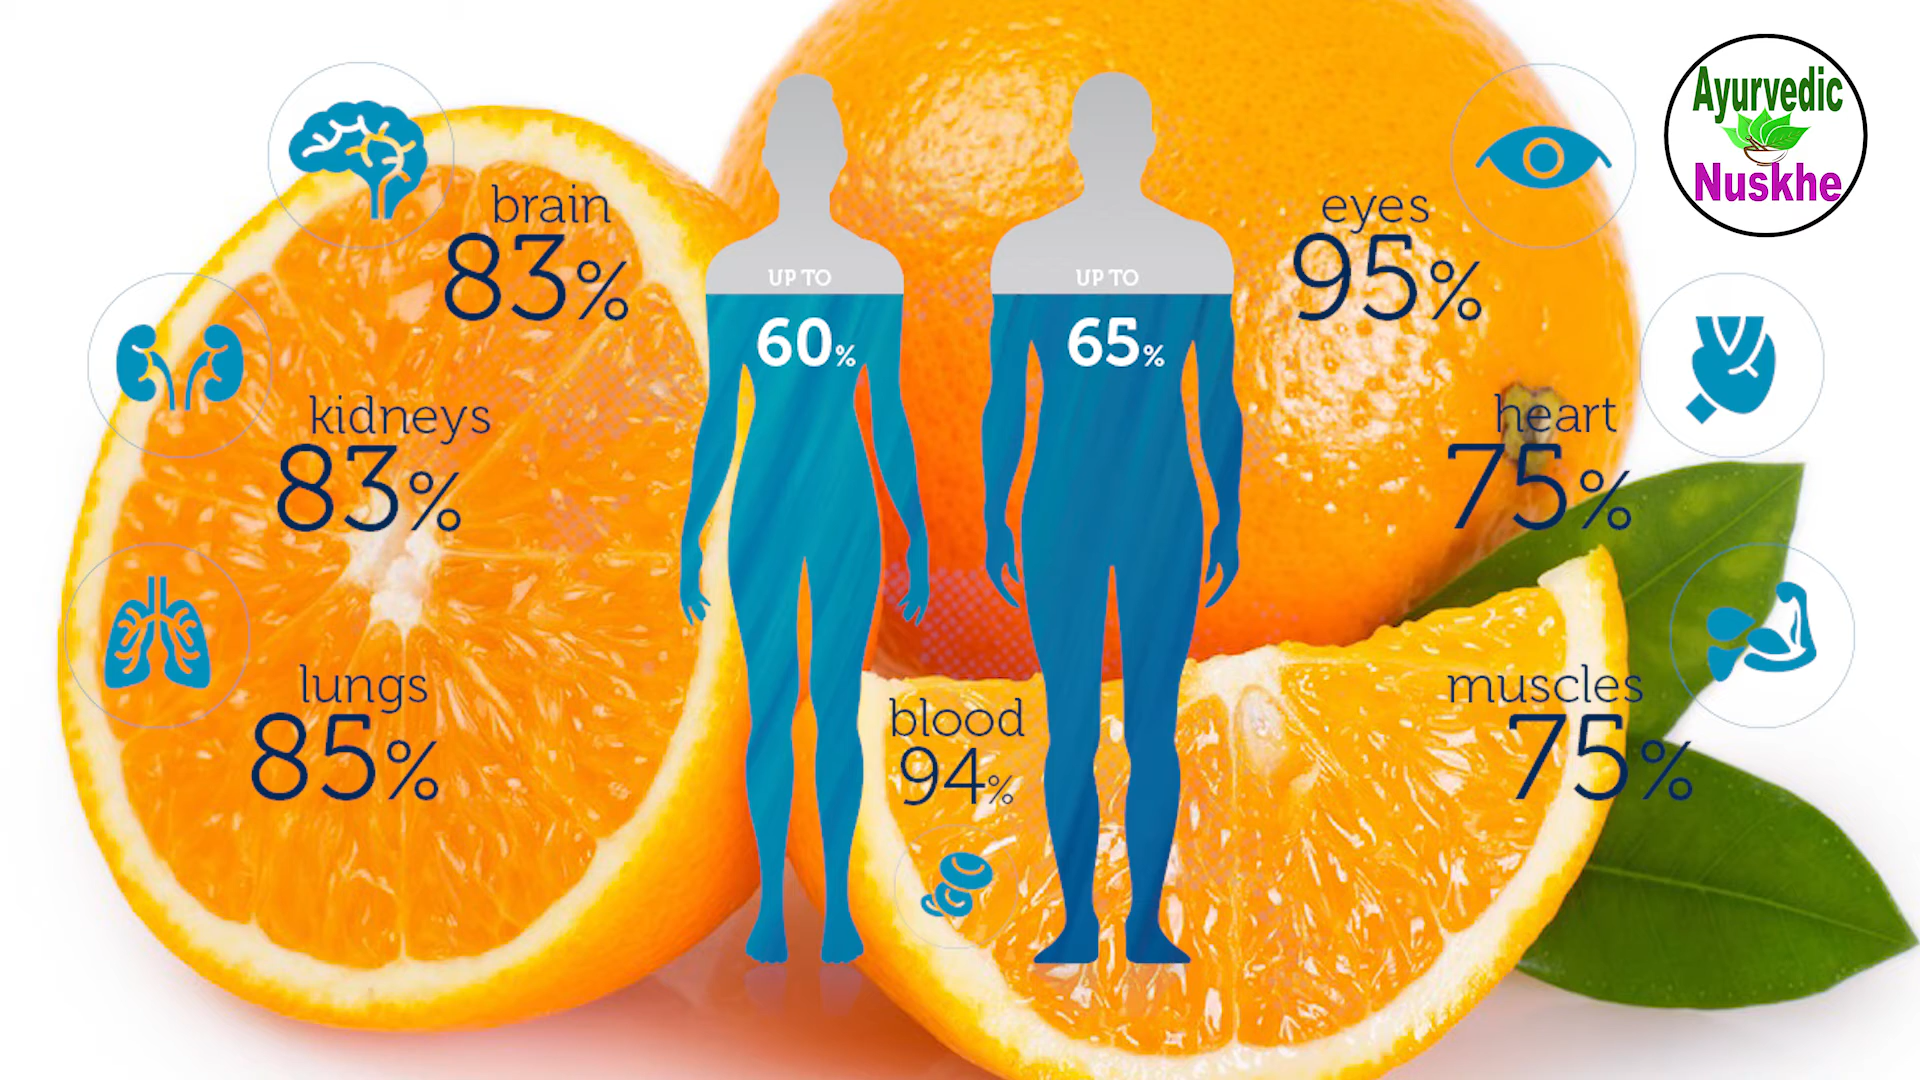 brain
83%
kidneys
83%
lungs
85%
UP TO
60%
UP TO
65%
blood
94%
eyes
95%
heart
75%
muscles
75%
Ayurvedic
Nuskhe